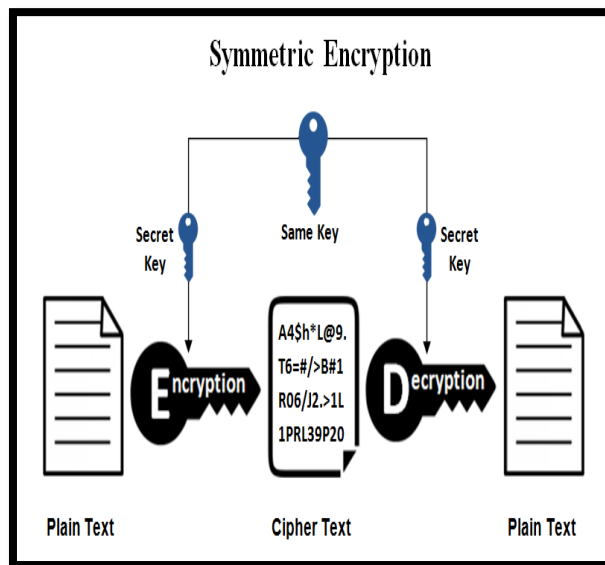 Symmetric Encryption
Secret
Key
Same Key
Secret
Key
Encryption
A4$h*L@9.
T6=#/>B#1
R06/J2.>1L
1PRL39P20
Decryption
Plain Text
Cipher Text
Plain Text